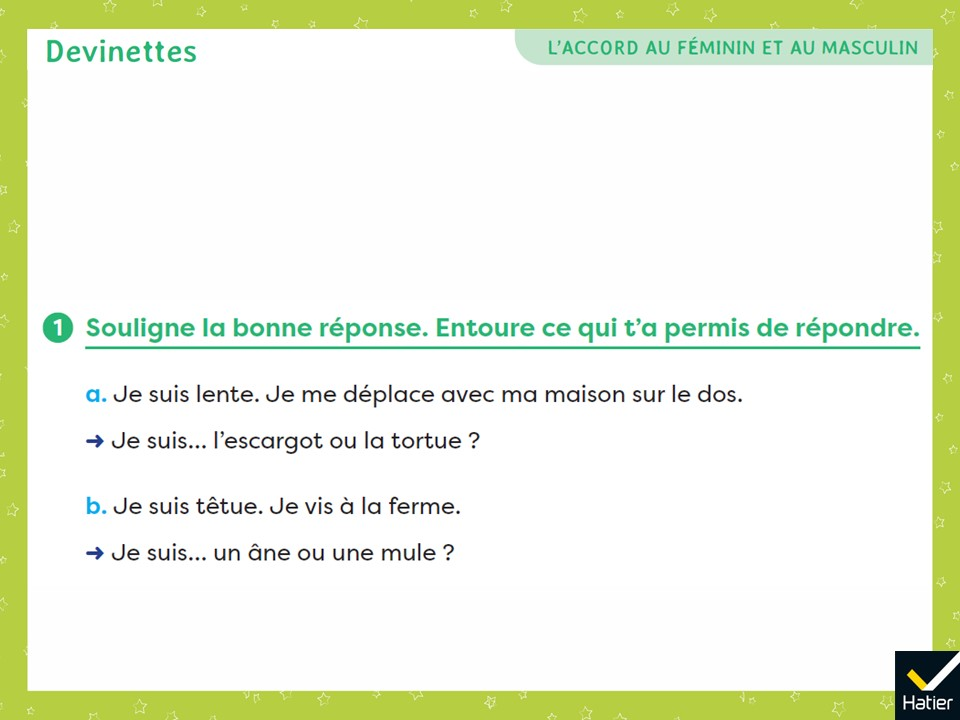 Devinettes
L'ACCORD AU FÉMININ ET AU MASCULIN
1 Souligne la bonne réponse. Entoure ce qui t'a permis de répondre.
a. Je suis lente. Je me déplace avec ma maison sur le dos.
➜ Je suis... l'escargot ou la tortue ?
b. Je suis têtue. Je vis à la ferme.
➜ Je suis... un âne ou une mule ?
Hatier